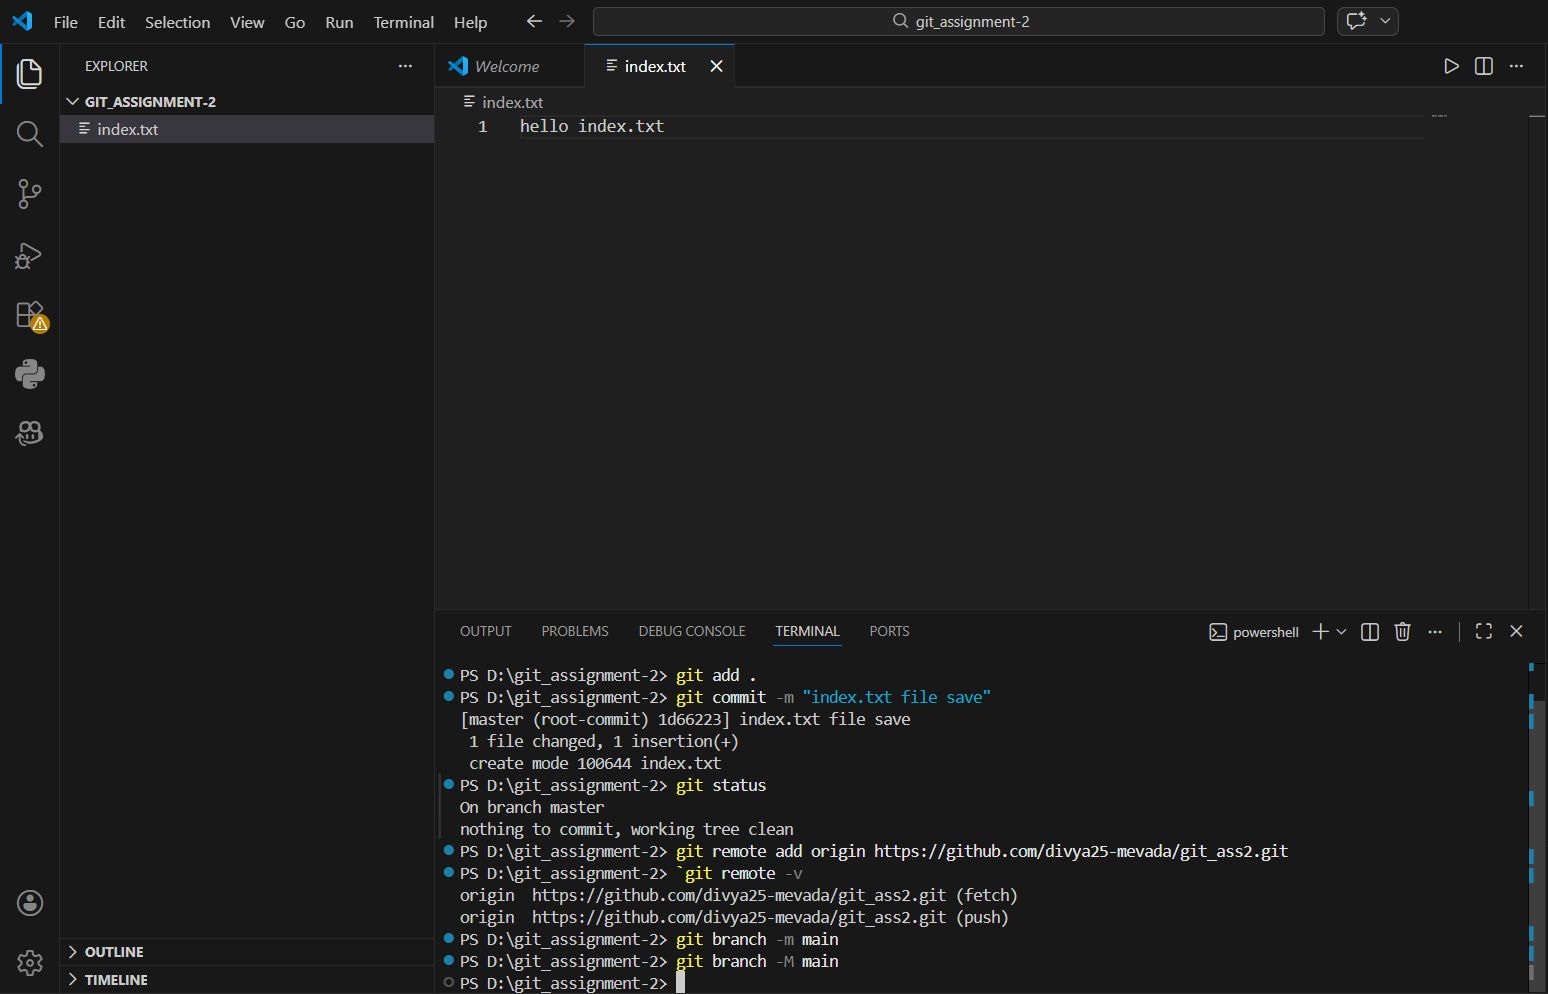 File Edit Selection View Go Run Terminal Help
git_assignment-2
EXPLORER
GIT_ASSIGNMENT-2
index.txt
Welcome
index.txt
index.txt
1 hello index.txt
OUTPUT PROBLEMS DEBUG CONSOLE TERMINAL PORTS
powershell
PS D:\git_assignment-2> git add .
PS D:\git_assignment-2> git commit -m "index.txt file save"
[master (root-commit) 1d66223] index.txt file save
1 file changed, 1 insertion(+)
create mode 100644 index.txt
PS D:\git_assignment-2> git status
On branch master
nothing to commit, working tree clean
PS D:\git_assignment-2> git remote add origin https://github.com/divya25-mevada/git_ass2.git
PS D:\git_assignment-2> `git remote -v
origin https://github.com/divya25-mevada/git_ass2.git (fetch)
origin https://github.com/divya25-mevada/git_ass2.git (push)
PS D:\git_assignment-2> git branch -m main
PS D:\git_assignment-2> git branch -M main
PS D:\git_assignment-2>
OUTLINE
TIMELINE